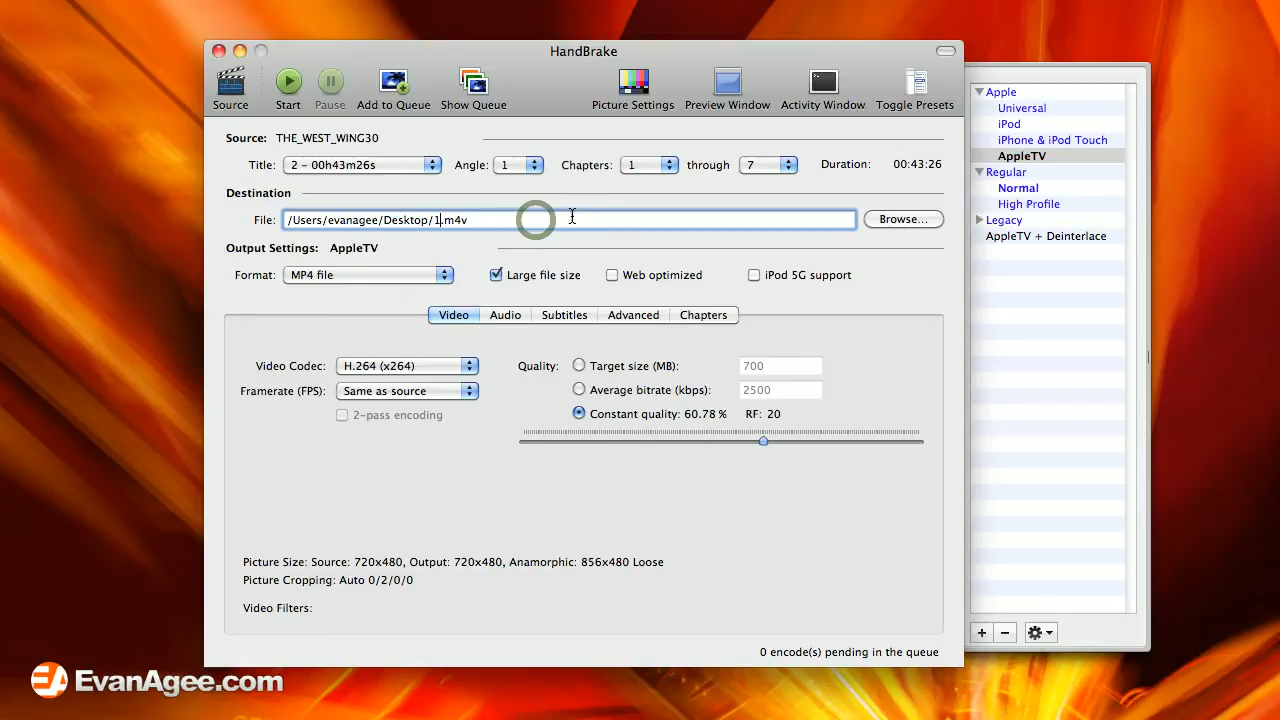 HandBrake
Source Start Pause Add to Queue Show Queue Picture Settings Preview Window Activity Window Toggle Presets
Source: THE_WEST_WING30
Title: 2 - 00h43m26s Angle: 1 Chapters: 1 through 7 Duration: 00:43:26
Destination
File: /Users/evanagee/Desktop/1.m4v Browse...
Output Settings: AppleTV
Format: MP4 file Large file size Web optimized iPod 5G support
Video Audio Subtitles Advanced Chapters
Video Codec: H.264 (x264) Quality: Target size (MB): 700
Framerate (FPS): Same as source Average bitrate (kbps): 2500
2-pass encoding Constant quality: 60.78 % RF: 20
Picture Size: Source: 720x480, Output: 720x480, Anamorphic: 856x480 Loose
Picture Cropping: Auto 0/2/0/0
Video Filters:
0 encode(s) pending in the queue
Apple
Universal
iPod
iPhone & iPod Touch
AppleTV
Regular
Normal
High Profile
Legacy
AppleTV + Deinterlace
EA EvanAgee.com